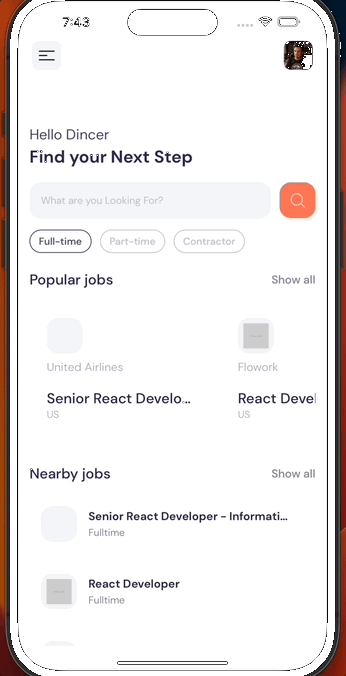 7:43
Hello Dincer
Find your Next Step
What are you Looking For?
Full-time Part-time Contractor
Popular jobs Show all
United Airlines Flowork
Senior React Develo... React Devel
US US
Nearby jobs Show all
Senior React Developer - Informati...
Fulltime
React Developer
Fulltime